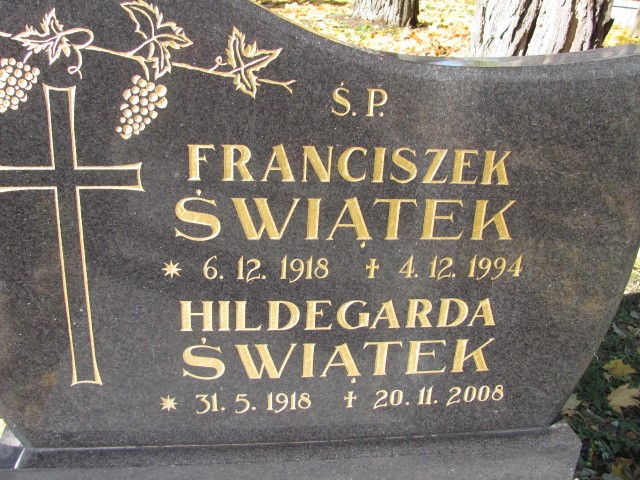 Ś.P.
FRANCISZEK
ŚWIĄTEK
* 6. 12. 1918 ✝ 4. 12. 1994
HILDEGARDA
ŚWIĄTEK
* 31. 5. 1918 ✝ 20. 11. 2008